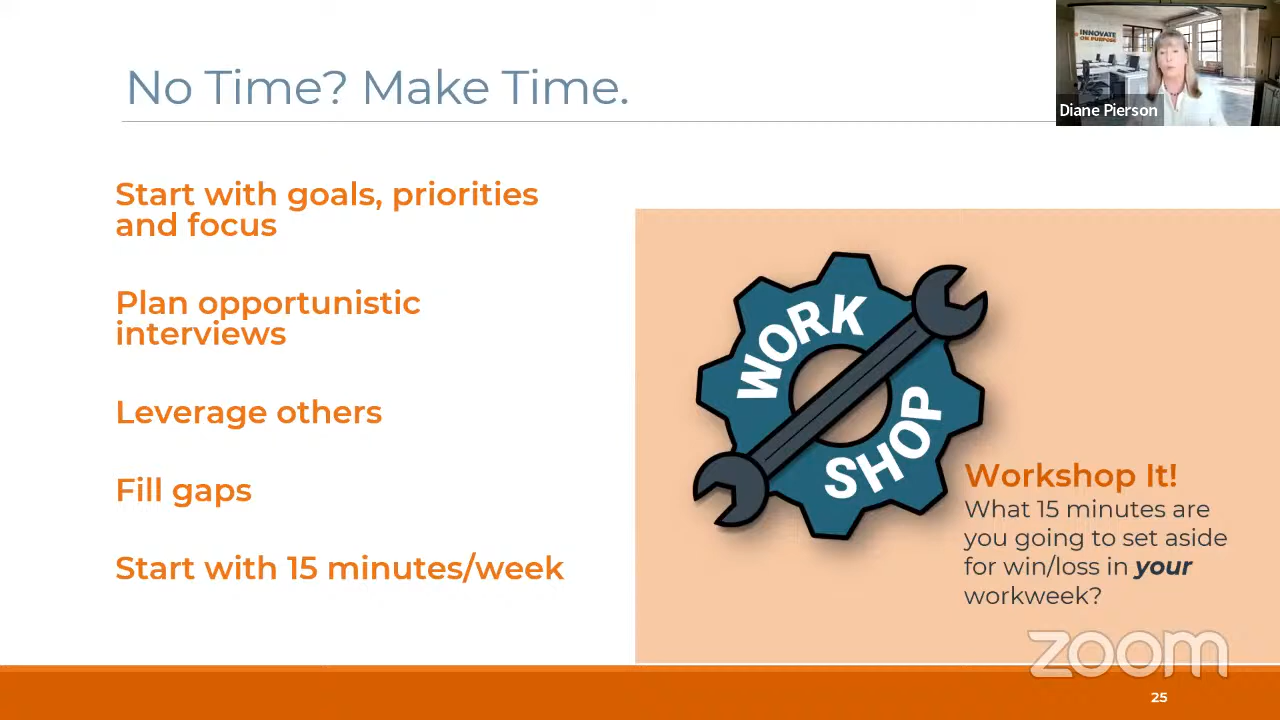 No Time? Make Time.
INNOVATE
ON PURPOSE
Diane Pierson
Start with goals, priorities
and focus
Plan opportunistic
interviews
Leverage others
Fill gaps
Start with 15 minutes/week
WORK
SHOP
Workshop It!
What 15 minutes are
you going to set aside
for win/loss in your
workweek?
zoom
25